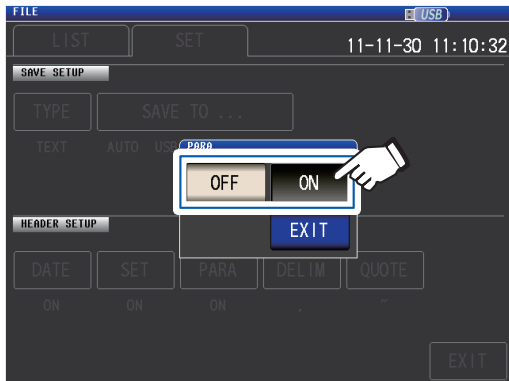 FILE
USB
LIST SET
11-11-30 11:10:32
SAVE SETUP
TYPE SAVE TO ...
TEXT AUTO USB
PARA
OFF ON
EXIT
HEADER SETUP
DATE SET PARA DELIM QUOTE
ON ON ON , ~
EXIT